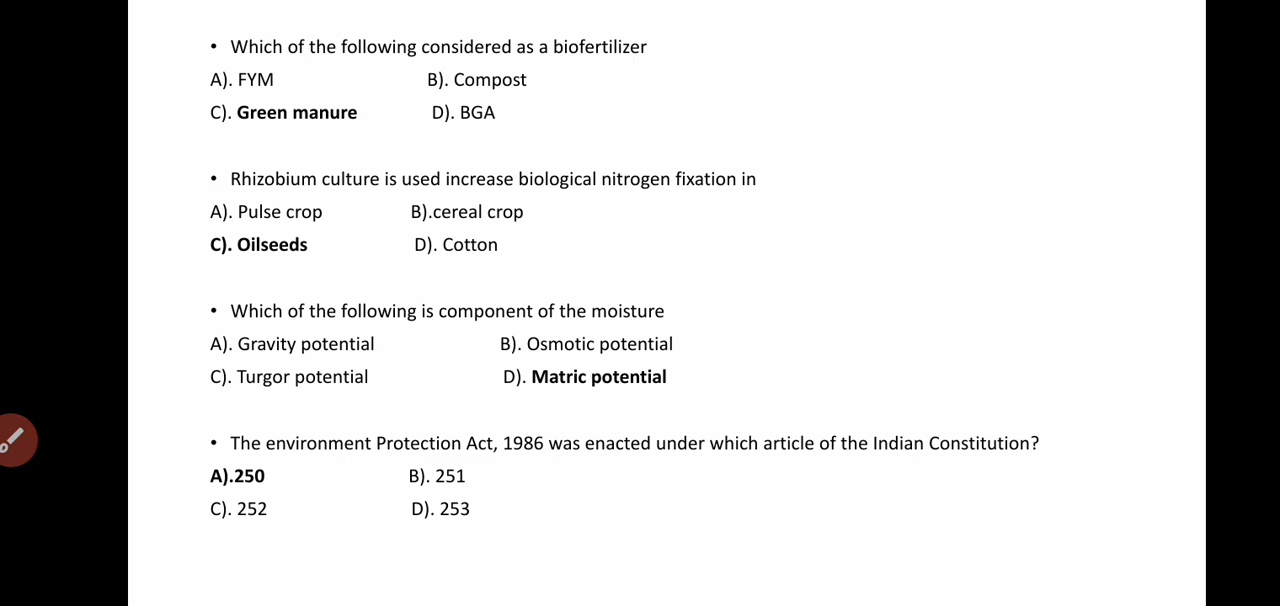 • Which of the following considered as a biofertilizer
A). FYM B). Compost
C). Green manure D). BGA
• Rhizobium culture is used increase biological nitrogen fixation in
A). Pulse crop B).cereal crop
C). Oilseeds D). Cotton
• Which of the following is component of the moisture
A). Gravity potential B). Osmotic potential
C). Turgor potential D). Matric potential
• The environment Protection Act, 1986 was enacted under which article of the Indian Constitution?
A).250 B). 251
C). 252 D). 253